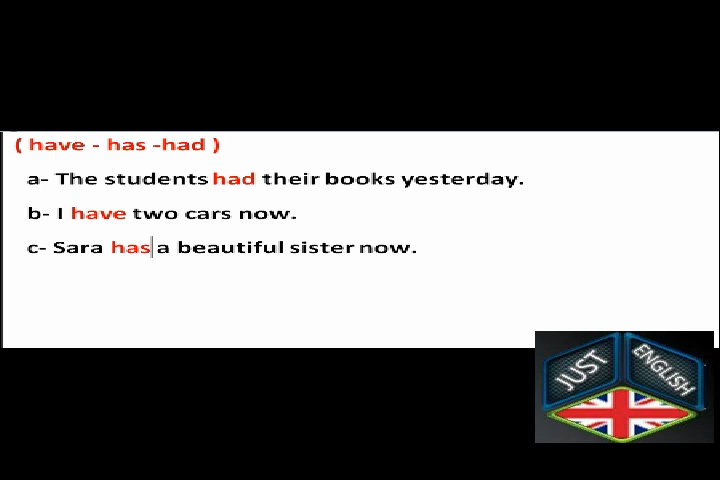 ( have - has -had )
a- The students had their books yesterday.
b- I have two cars now.
c- Sara has a beautiful sister now.
JUST
ENGLISH